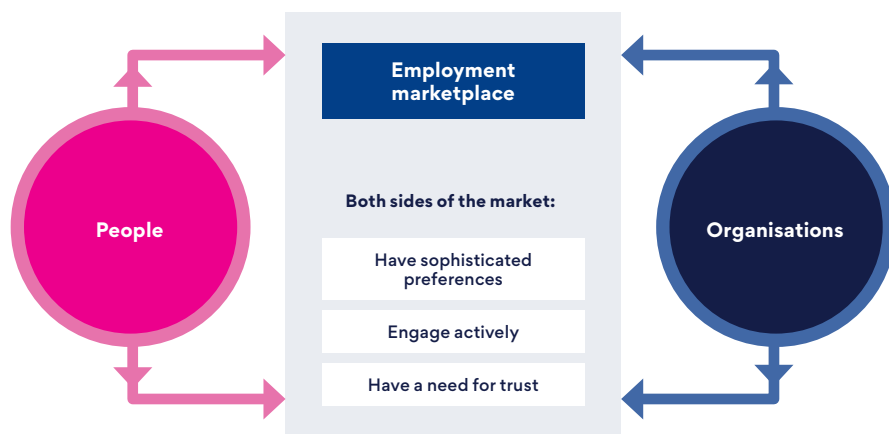 Employment
marketplace
Both sides of the market:
People
Organisations
Have sophisticated
preferences
Engage actively
Have a need for trust